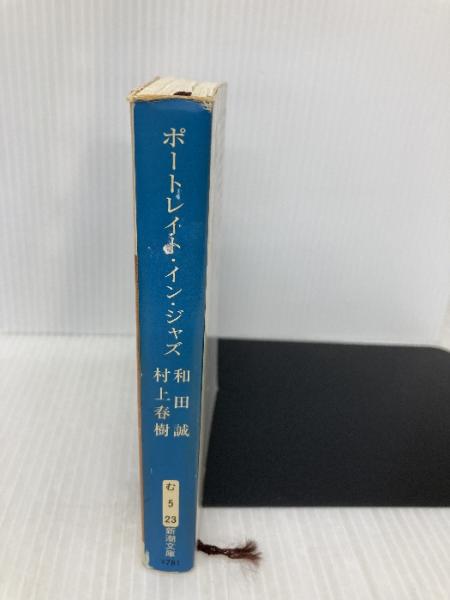 ポートレイト・イン・ジャズ
和田誠
村上春樹
む
5
23
新潮文庫
¥781